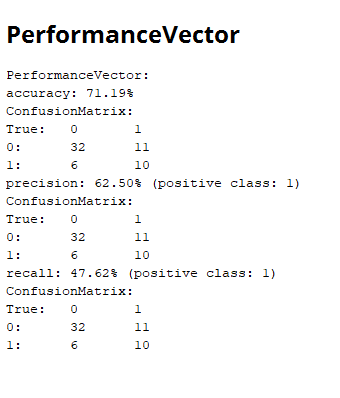 PerformanceVector
PerformanceVector:
accuracy: 71.19%
ConfusionMatrix:
True: 0 1
0: 32 11
1: 6 10
precision: 62.50% (positive class: 1)
ConfusionMatrix:
True: 0 1
0: 32 11
1: 6 10
recall: 47.62% (positive class: 1)
ConfusionMatrix:
True: 0 1
0: 32 11
1: 6 10